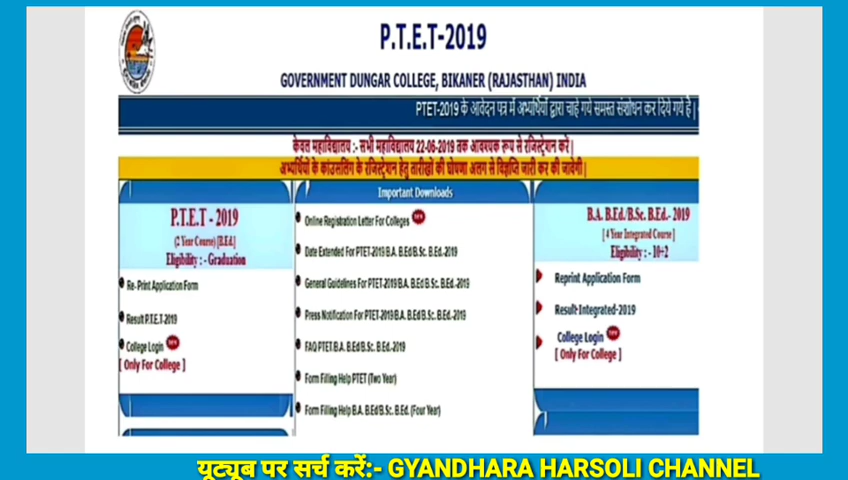 P.T.E.T-2019
GOVERNMENT DUNGAR COLLEGE, BIKANER (RAJASTHAN) INDIA
PTET-2019 के आवेदन पत्र में अभ्यर्थियों द्वारा चाहे गये समस्त संशोधन कर दिये गये है |
केवल महाविद्यालय :- सभी महाविद्यालय 22-06-2019 तक आवश्यक रूप से रजिस्ट्रेशन करे |
अभ्यर्थियों के कांउसलिंग के रजिस्ट्रेशन हेतु तारीखों की घोषणा अलग से विज्ञप्ति जारी कर की जावेगी |
P.T.E.T - 2019
(2 Year Course) [B.Ed.]
Eligibility : - Graduation
Re- Print Application Form
Result P.T.E.T-2019
College Login
[ Only For College ]
Important Downloads
Online Registration Letter For Colleges
Date Extended For PTET-2019 B.A. B.Ed/B.Sc. B.Ed.-2019
General Guidelines For PTET-2019 B.A. B.Ed/B.Sc. B.Ed.-2019
Press Notification For PTET-2019 B.A. B.Ed/B.Sc. B.Ed.-2019
FAQ PTET/B.A. B.Ed/B.Sc. B.Ed.-2019
Form Filling Help PTET (Two Year)
Form Filling Help B.A. B.Ed/B.Sc. B.Ed. (Four Year)
B.A. B.Ed/B.Sc. B.Ed.- 2019
[ 4 Year Integrated Course ]
Eligibility : - 10+2
Reprint Application Form
Result-Integrated-2019
College Login
[ Only For College ]
यूट्यूब पर सर्च करें:- GYANDHARA HARSOLI CHANNEL